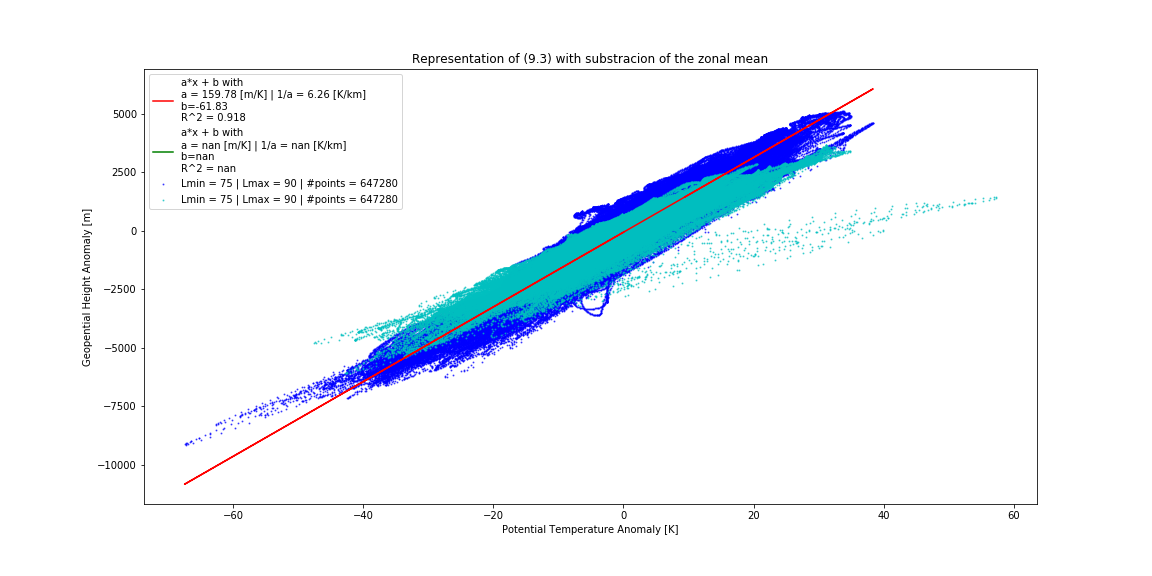 Representation of (9.3) with substracion of the zonal mean
a*x + b with
a = 159.78 [m/K] | 1/a = 6.26 [K/km]
b=-61.83
R^2 = 0.918
a*x + b with
a = nan [m/K] | 1/a = nan [K/km]
b=nan
R^2 = nan
Lmin = 75 | Lmax = 90 | #points = 647280
Lmin = 75 | Lmax = 90 | #points = 647280
Geopential Height Anomaly [m]
5000
2500
0
−2500
−5000
−7500
−10000
−60
−40
−20
0
20
40
60
Potential Temperature Anomaly [K]